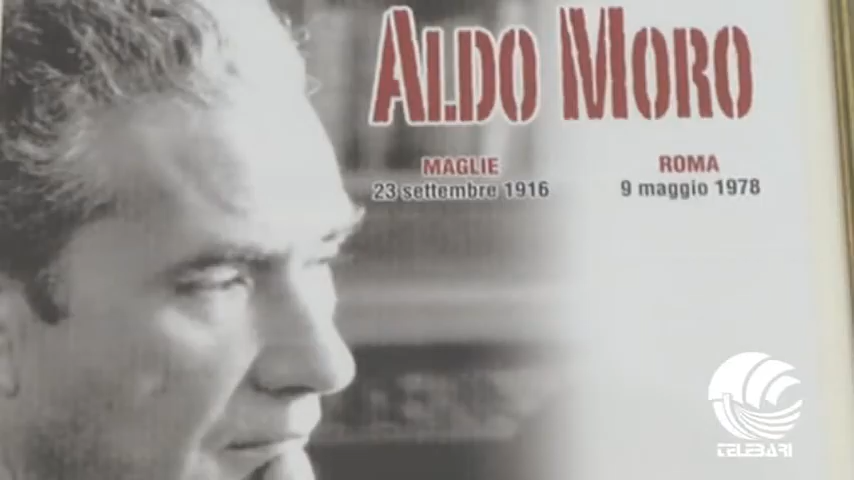 ALDO MORO
MAGLIE
23 settembre 1916
ROMA
9 maggio 1978
TELEBARI